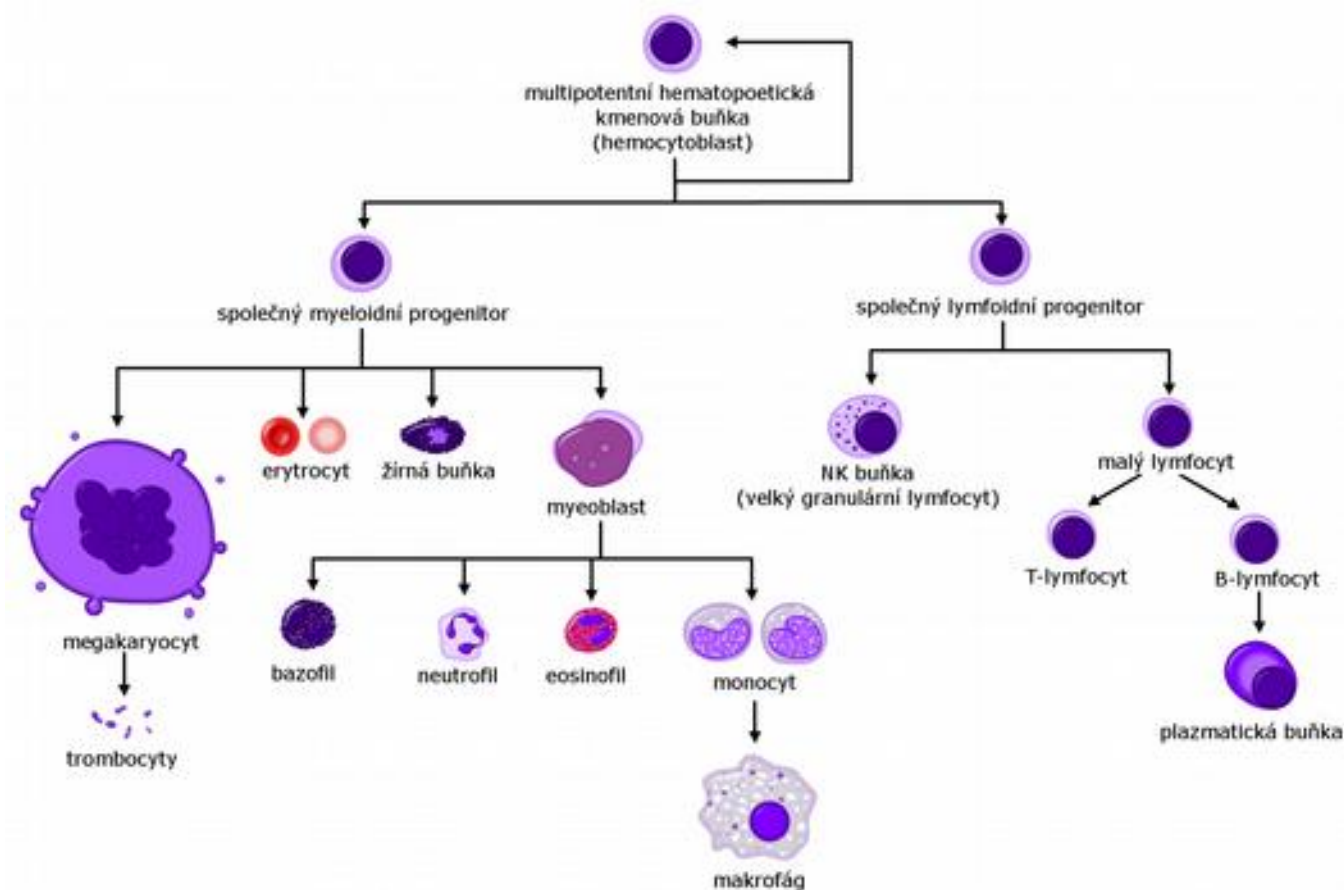 multipotentní hematopoetická
kmenová buňka
(hemocytoblast)
společný myeloidní progenitor
společný lymfoidní progenitor
erytrocyt
žírná buňka
myeoblast
NK buňka
(velký granulární lymfocyt)
malý lymfocyt
T-lymfocyt
B-lymfocyt
megakaryocyt
bazofil
neutrofil
eosinofil
monocyt
plazmatická buňka
trombocyty
makrofág